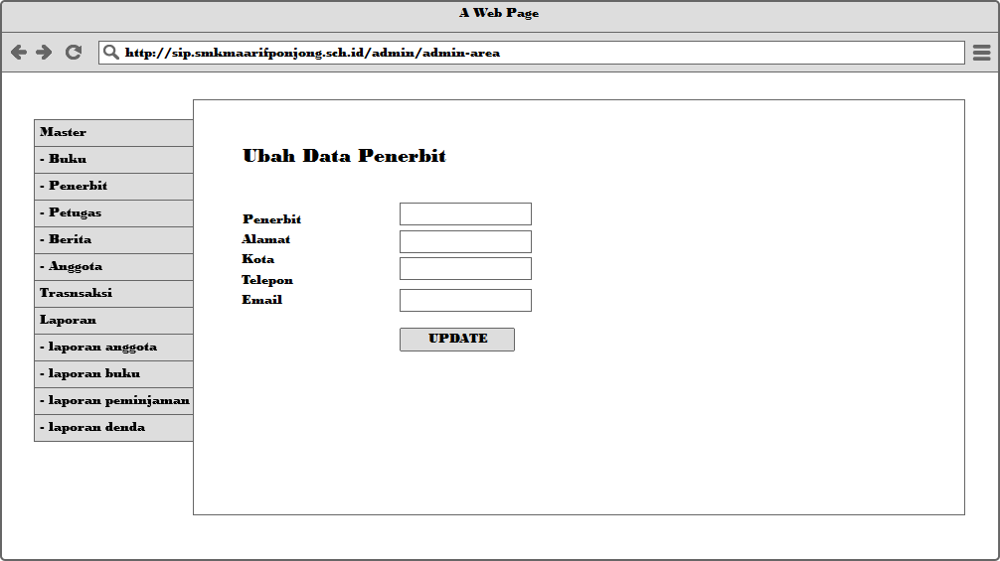 A Web Page
http://sip.smkmaarifponjong.sch.id/admin/admin-area
Master
- Buku
- Penerbit
- Petugas
- Berita
- Anggota
Trasnsaksi
Laporan
- laporan anggota
- laporan buku
- laporan peminjaman
- laporan denda
Ubah Data Penerbit
Penerbit
Alamat
Kota
Telepon
Email
UPDATE